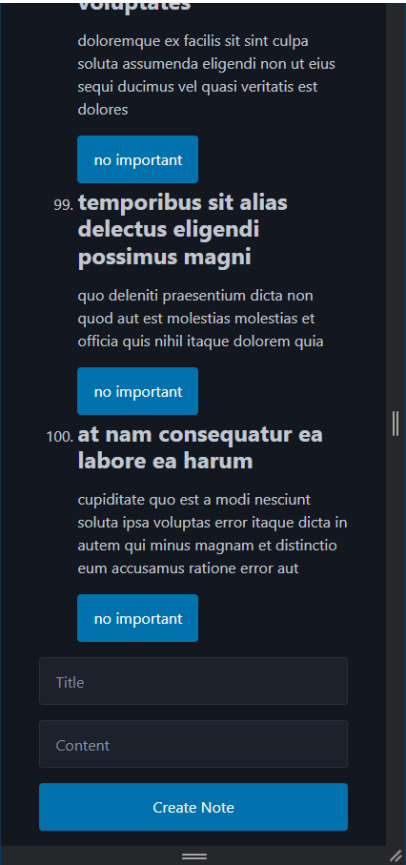 voluptates
doloremque ex facilis sit sint culpa
soluta assumenda eligendi non ut eius
sequi ducimus vel quasi veritatis est
dolores
no important
99. temporibus sit alias
delectus eligendi
possimus magni
quo deleniti praesentium dicta non
quod aut est molestias molestias et
officia quis nihil itaque dolorem quia
no important
100. at nam consequatur ea
labore ea harum
cupiditate quo est a modi nesciunt
soluta ipsa voluptas error itaque dicta in
autem qui minus magnam et distinctio
eum accusamus ratione error aut
no important
Title
Content
Create Note